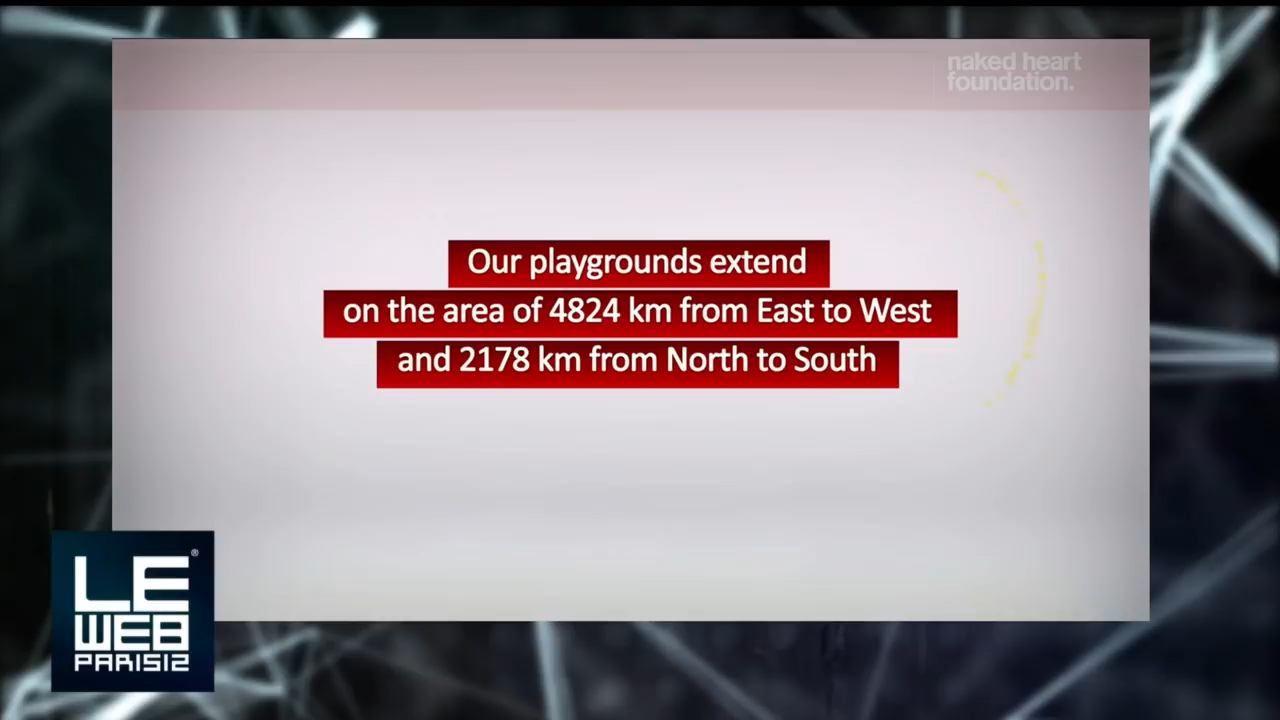 naked heart
foundation.
Our playgrounds extend
on the area of 4824 km from East to West
and 2178 km from North to South
LE®
WEB
PARIS12